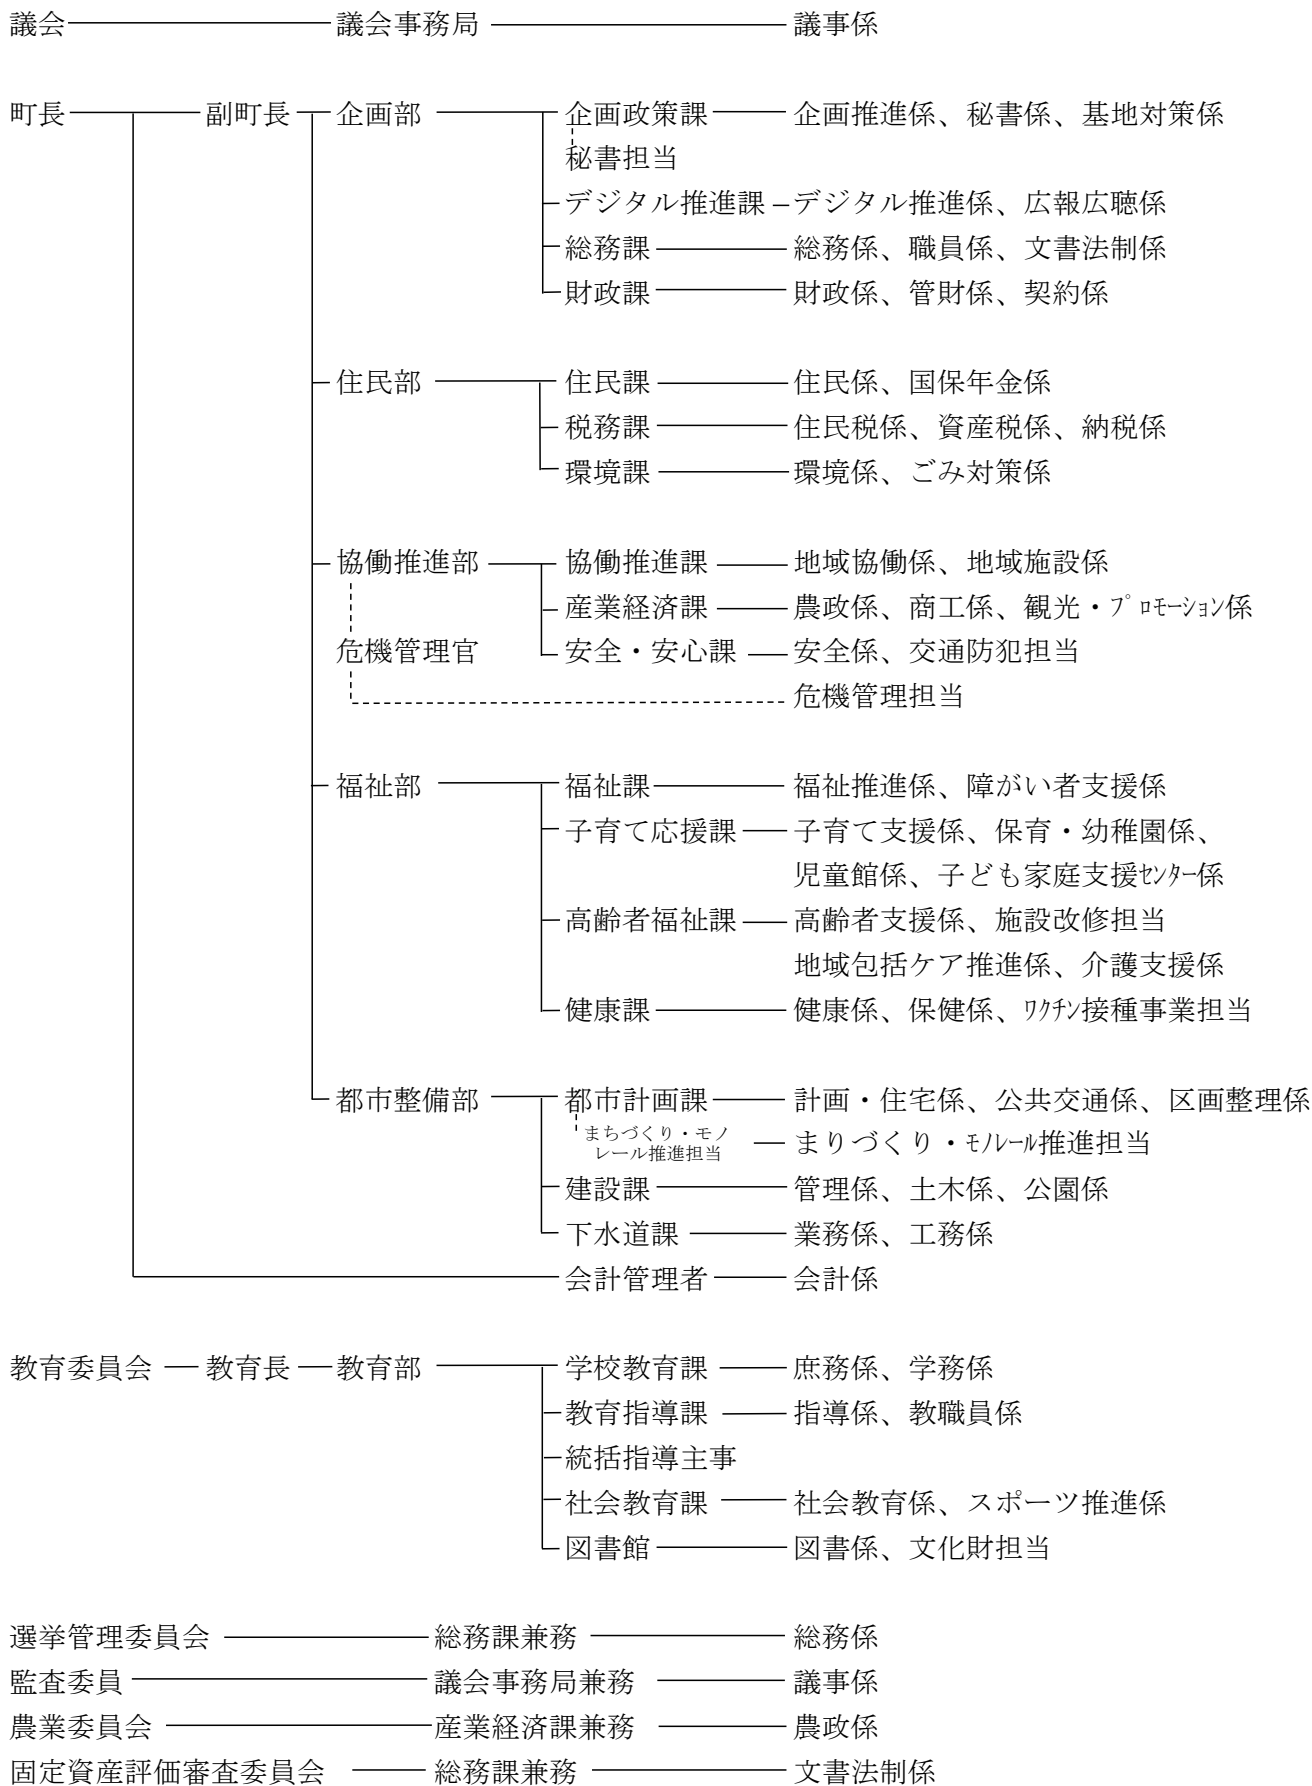 議会 議会事務局 議事係
町長 副町長 企画部 企画政策課 企画推進係、秘書係、基地対策係
秘書担当
デジタル推進課 デジタル推進係、広報広聴係
総務課 総務係、職員係、文書法制係
財政課 財政係、管財係、契約係
住民部 住民課 住民係、国保年金係
税務課 住民税係、資産税係、納税係
環境課 環境係、ごみ対策係
協働推進部 協働推進課 地域協働係、地域施設係
産業経済課 農政係、商工係、観光・ﾌﾟﾛﾓｰｼｮﾝ係
危機管理官 安全・安心課 安全係、交通防犯担当
危機管理担当
福祉部 福祉課 福祉推進係、障がい者支援係
子育て応援課 子育て支援係、保育・幼稚園係、
児童館係、子ども家庭支援ｾﾝﾀｰ係
高齢者福祉課 高齢者支援係、施設改修担当
地域包括ケア推進係、介護支援係
健康課 健康係、保健係、ﾜｸﾁﾝ接種事業担当
都市整備部 都市計画課 計画・住宅係、公共交通係、区画整理係
まちづくり・モノ
レール推進担当 まりづくり・ﾓﾉﾚｰﾙ推進担当
建設課 管理係、土木係、公園係
下水道課 業務係、工務係
会計管理者 会計係
教育委員会 教育長 教育部 学校教育課 庶務係、学務係
教育指導課 指導係、教職員係
統括指導主事
社会教育課 社会教育係、スポーツ推進係
図書館 図書係、文化財担当
選挙管理委員会 総務課兼務 総務係
監査委員 議会事務局兼務 議事係
農業委員会 産業経済課兼務 農政係
固定資産評価審査委員会 総務課兼務 文書法制係